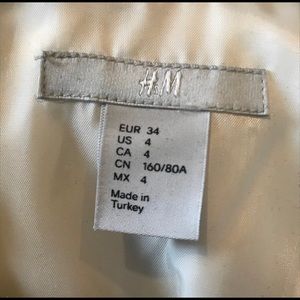 H&M
EUR 34
US 4
CA 4
CN 160/80A
MX 4
Made in
Turkey